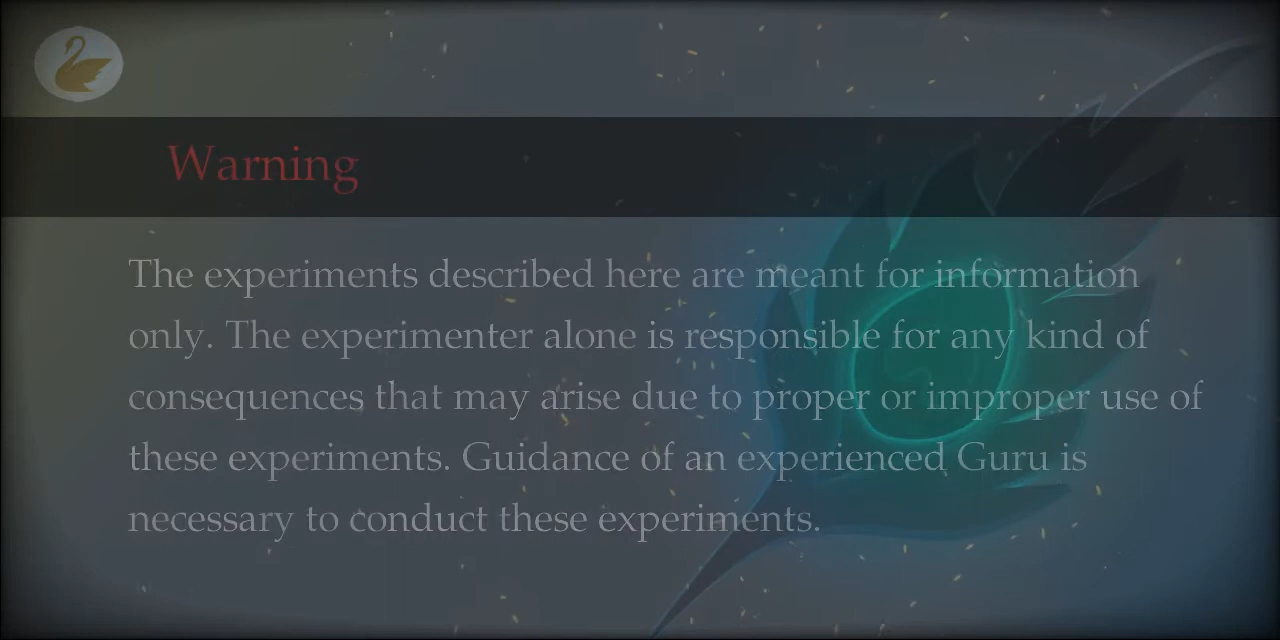 Warning
The experiments described here are meant for information
only. The experimenter alone is responsible for any kind of
consequences that may arise due to proper or improper use of
these experiments. Guidance of an experienced Guru is
necessary to conduct these experiments.